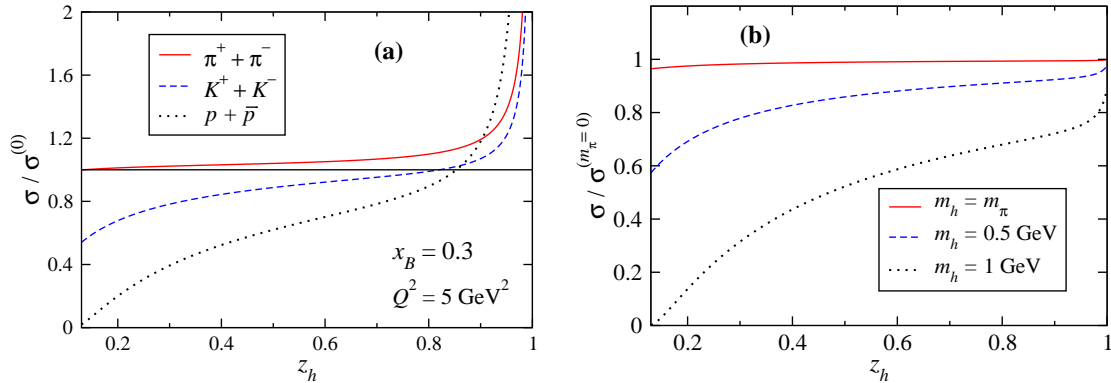 (a)
π⁺ + π⁻
K⁺ + K⁻
p + p̅
x_B = 0.3
Q² = 5 GeV²
σ / σ⁽⁰⁾
2
1.6
1.2
0.8
0.4
0
0.2 0.4 0.6 0.8 1
z_h
(b)
m_h = m_π
m_h = 0.5 GeV
m_h = 1 GeV
σ / σ^(m_π = 0)
1
0.8
0.6
0.4
0.2
0
0.2 0.4 0.6 0.8 1
z_h